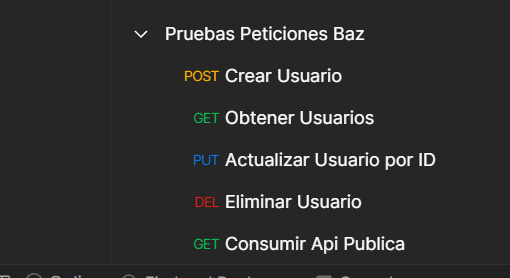 Pruebas Peticiones Baz
POST Crear Usuario
GET Obtener Usuarios
PUT Actualizar Usuario por ID
DEL Eliminar Usuario
GET Consumir Api Publica